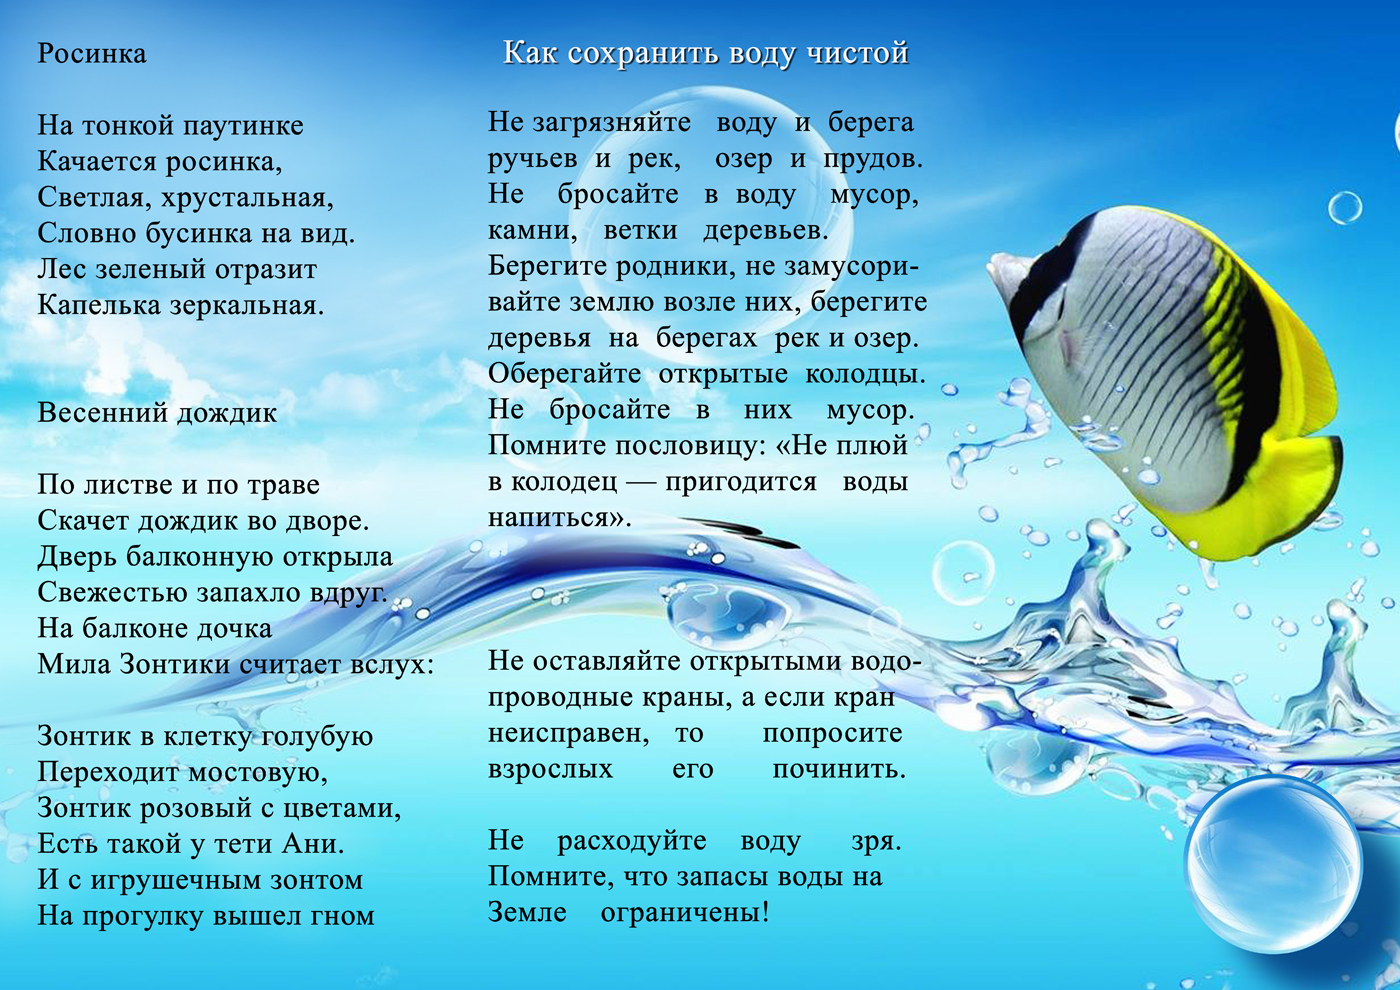 Росинка
На тонкой паутинке
Качается росинка,
Светлая, хрустальная,
Словно бусинка на вид.
Лес зеленый отразит
Капелька зеркальная.
Весенний дождик
По листве и по траве
Скачет дождик во дворе.
Дверь балконную открыла
Свежестью запахло вдруг.
На балконе дочка
Мила Зонтики считает вслух:
Зонтик в клетку голубую
Переходит мостовую,
Зонтик розовый с цветами,
Есть такой у тети Ани.
И с игрушечным зонтом
На прогулку вышел гном
Как сохранить воду чистой
Не загрязняйте воду и берега
ручьев и рек, озер и прудов.
Не бросайте в воду мусор,
камни, ветки деревьев.
Берегите родники, не замусори-
вайте землю возле них, берегите
деревья на берегах рек и озер.
Оберегайте открытые колодцы.
Не бросайте в них мусор.
Помните пословицу: «Не плюй
в колодец — пригодится воды
напиться».
Не оставляйте открытыми водо-
проводные краны, а если кран
неисправен, то попросите
взрослых его починить.
Не расходуйте воду зря.
Помните, что запасы воды на
Земле ограничены!